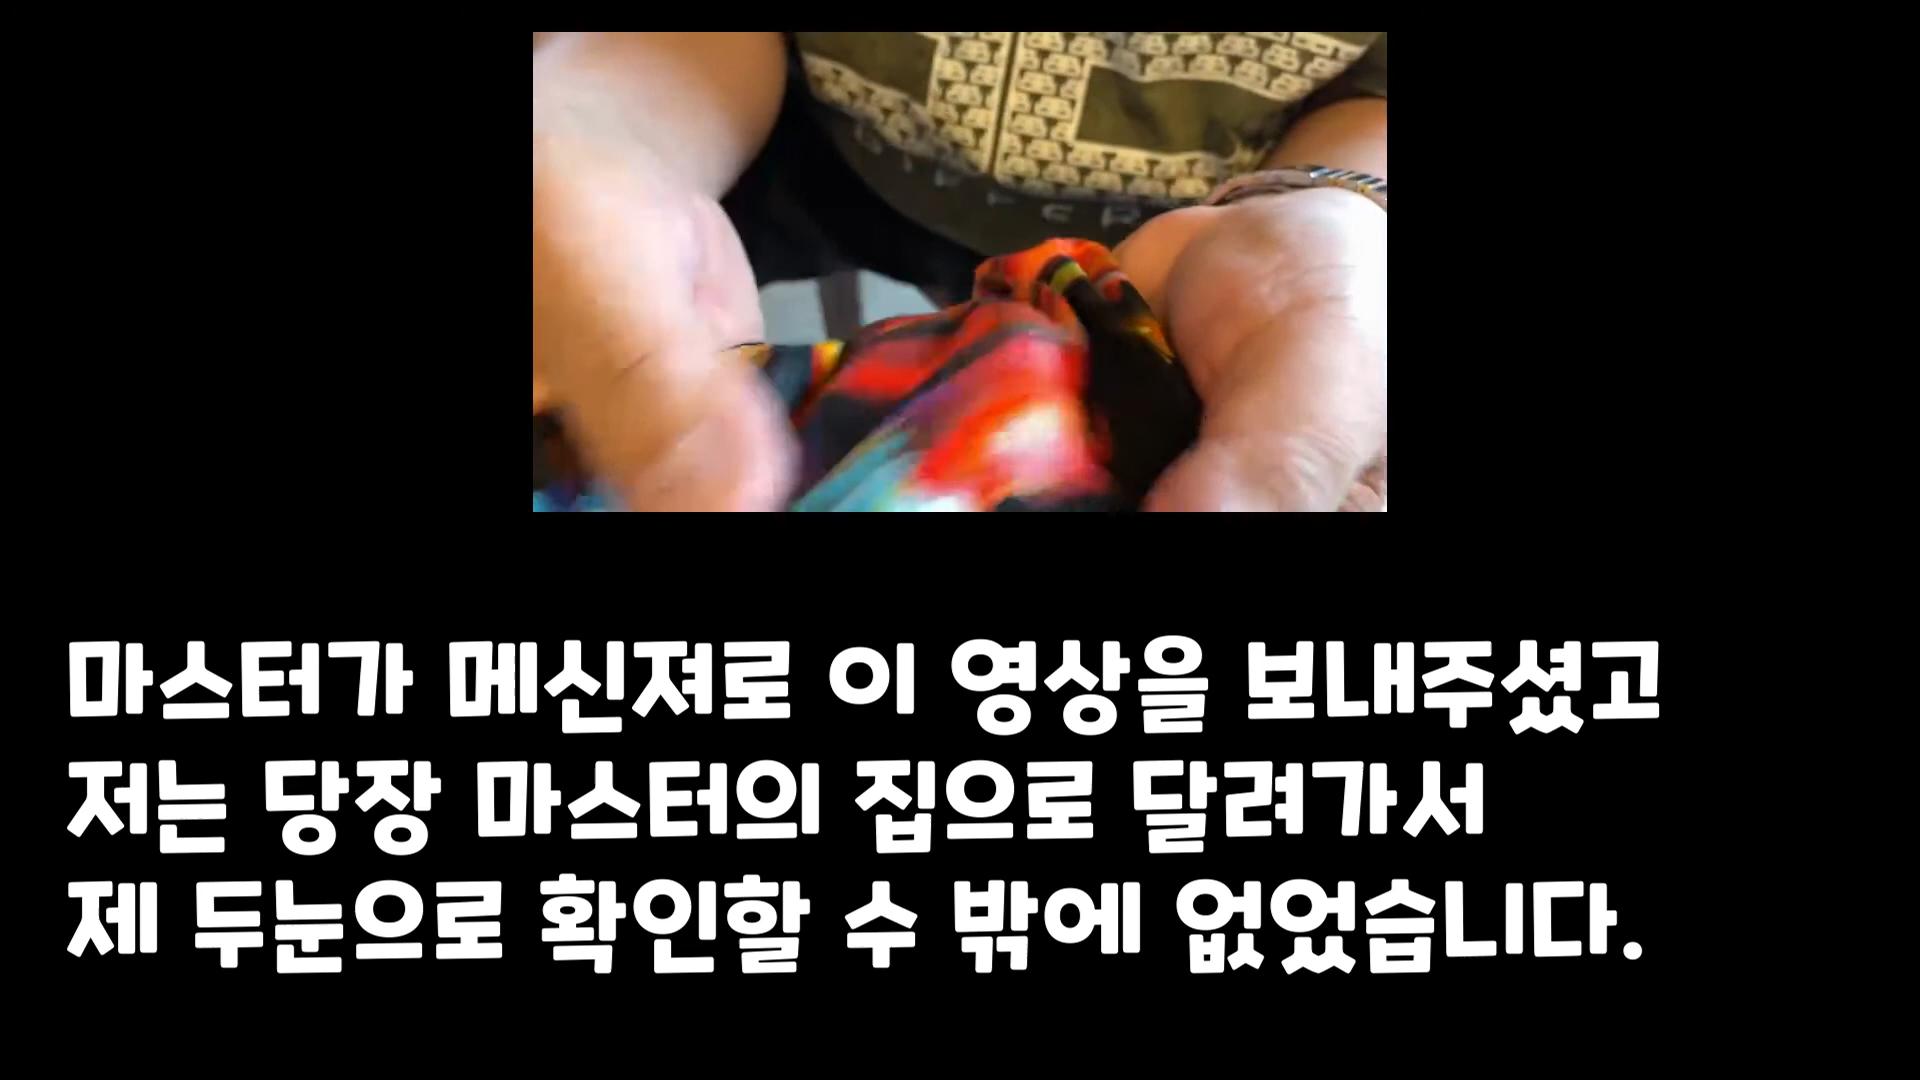 마스터가 메신져로 이 영상을 보내주셨고
저는 당장 마스터의 집으로 달려가서
제 두눈으로 확인할 수 밖에 없었습니다.